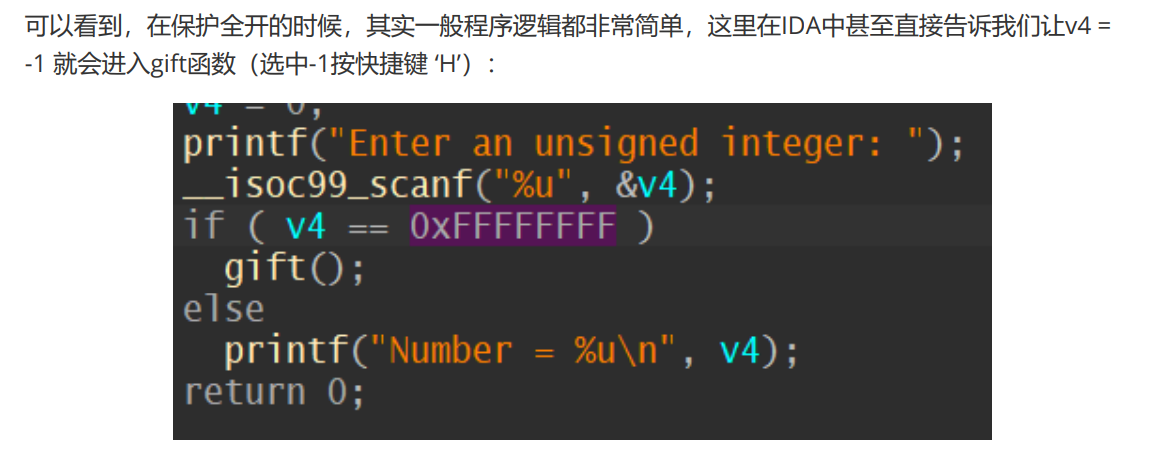 可以看到，在保护全开的时候，其实一般程序逻辑都非常简单，这里在IDA中甚至直接告诉我们让v4 =
-1 就会进入gift函数（选中-1按快捷键 ‘H’）：
v4 = 0;
printf("Enter an unsigned integer: ");
__isoc99_scanf("%u", &v4);
if ( v4 == 0xFFFFFFFF )
gift();
else
printf("Number = %u\n", v4);
return 0;